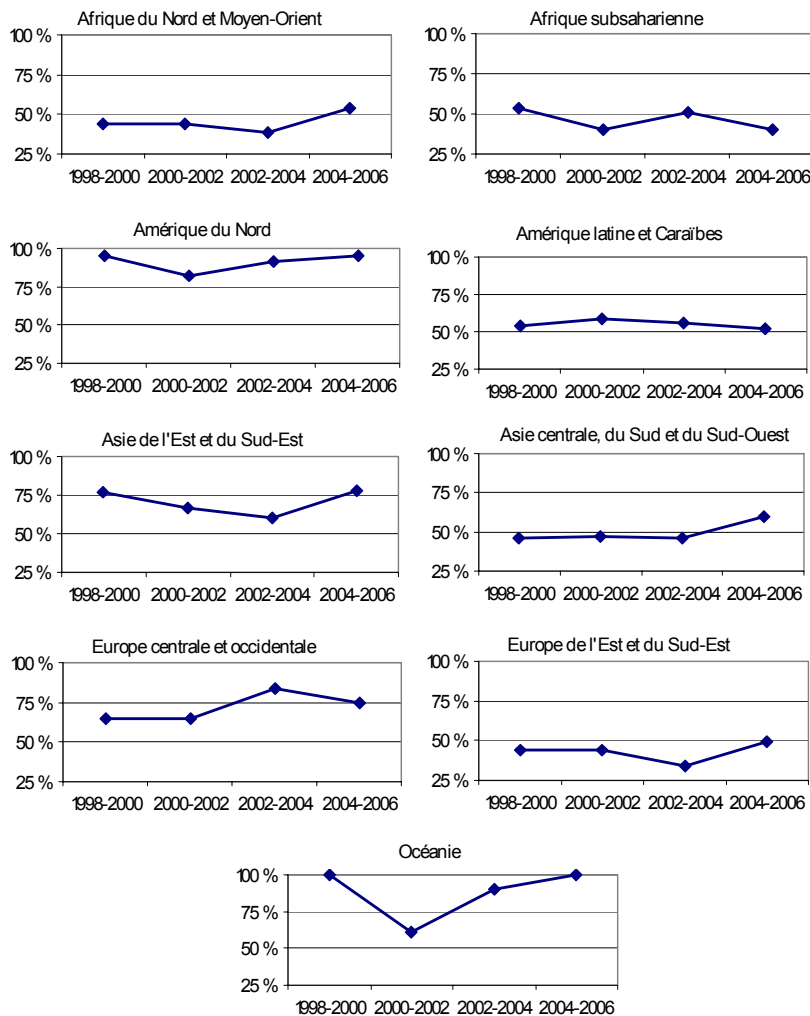 Afrique du Nord et Moyen-Orient
100 %
75 %
50 %
25 %
1998-2000 2000-2002 2002-2004 2004-2006
Afrique subsaharienne
100 %
75 %
50 %
25 %
1998-2000 2000-2002 2002-2004 2004-2006
Amérique du Nord
100 %
75 %
50 %
25 %
1998-2000 2000-2002 2002-2004 2004-2006
Amérique latine et Caraïbes
100 %
75 %
50 %
25 %
1998-2000 2000-2002 2002-2004 2004-2006
Asie de l'Est et du Sud-Est
100 %
75 %
50 %
25 %
1998-2000 2000-2002 2002-2004 2004-2006
Asie centrale, du Sud et du Sud-Ouest
100 %
75 %
50 %
25 %
1998-2000 2000-2002 2002-2004 2004-2006
Europe centrale et occidentale
100 %
75 %
50 %
25 %
1998-2000 2000-2002 2002-2004 2004-2006
Europe de l'Est et du Sud-Est
100 %
75 %
50 %
25 %
1998-2000 2000-2002 2002-2004 2004-2006
Océanie
100 %
75 %
50 %
25 %
1998-2000 2000-2002 2002-2004 2004-2006